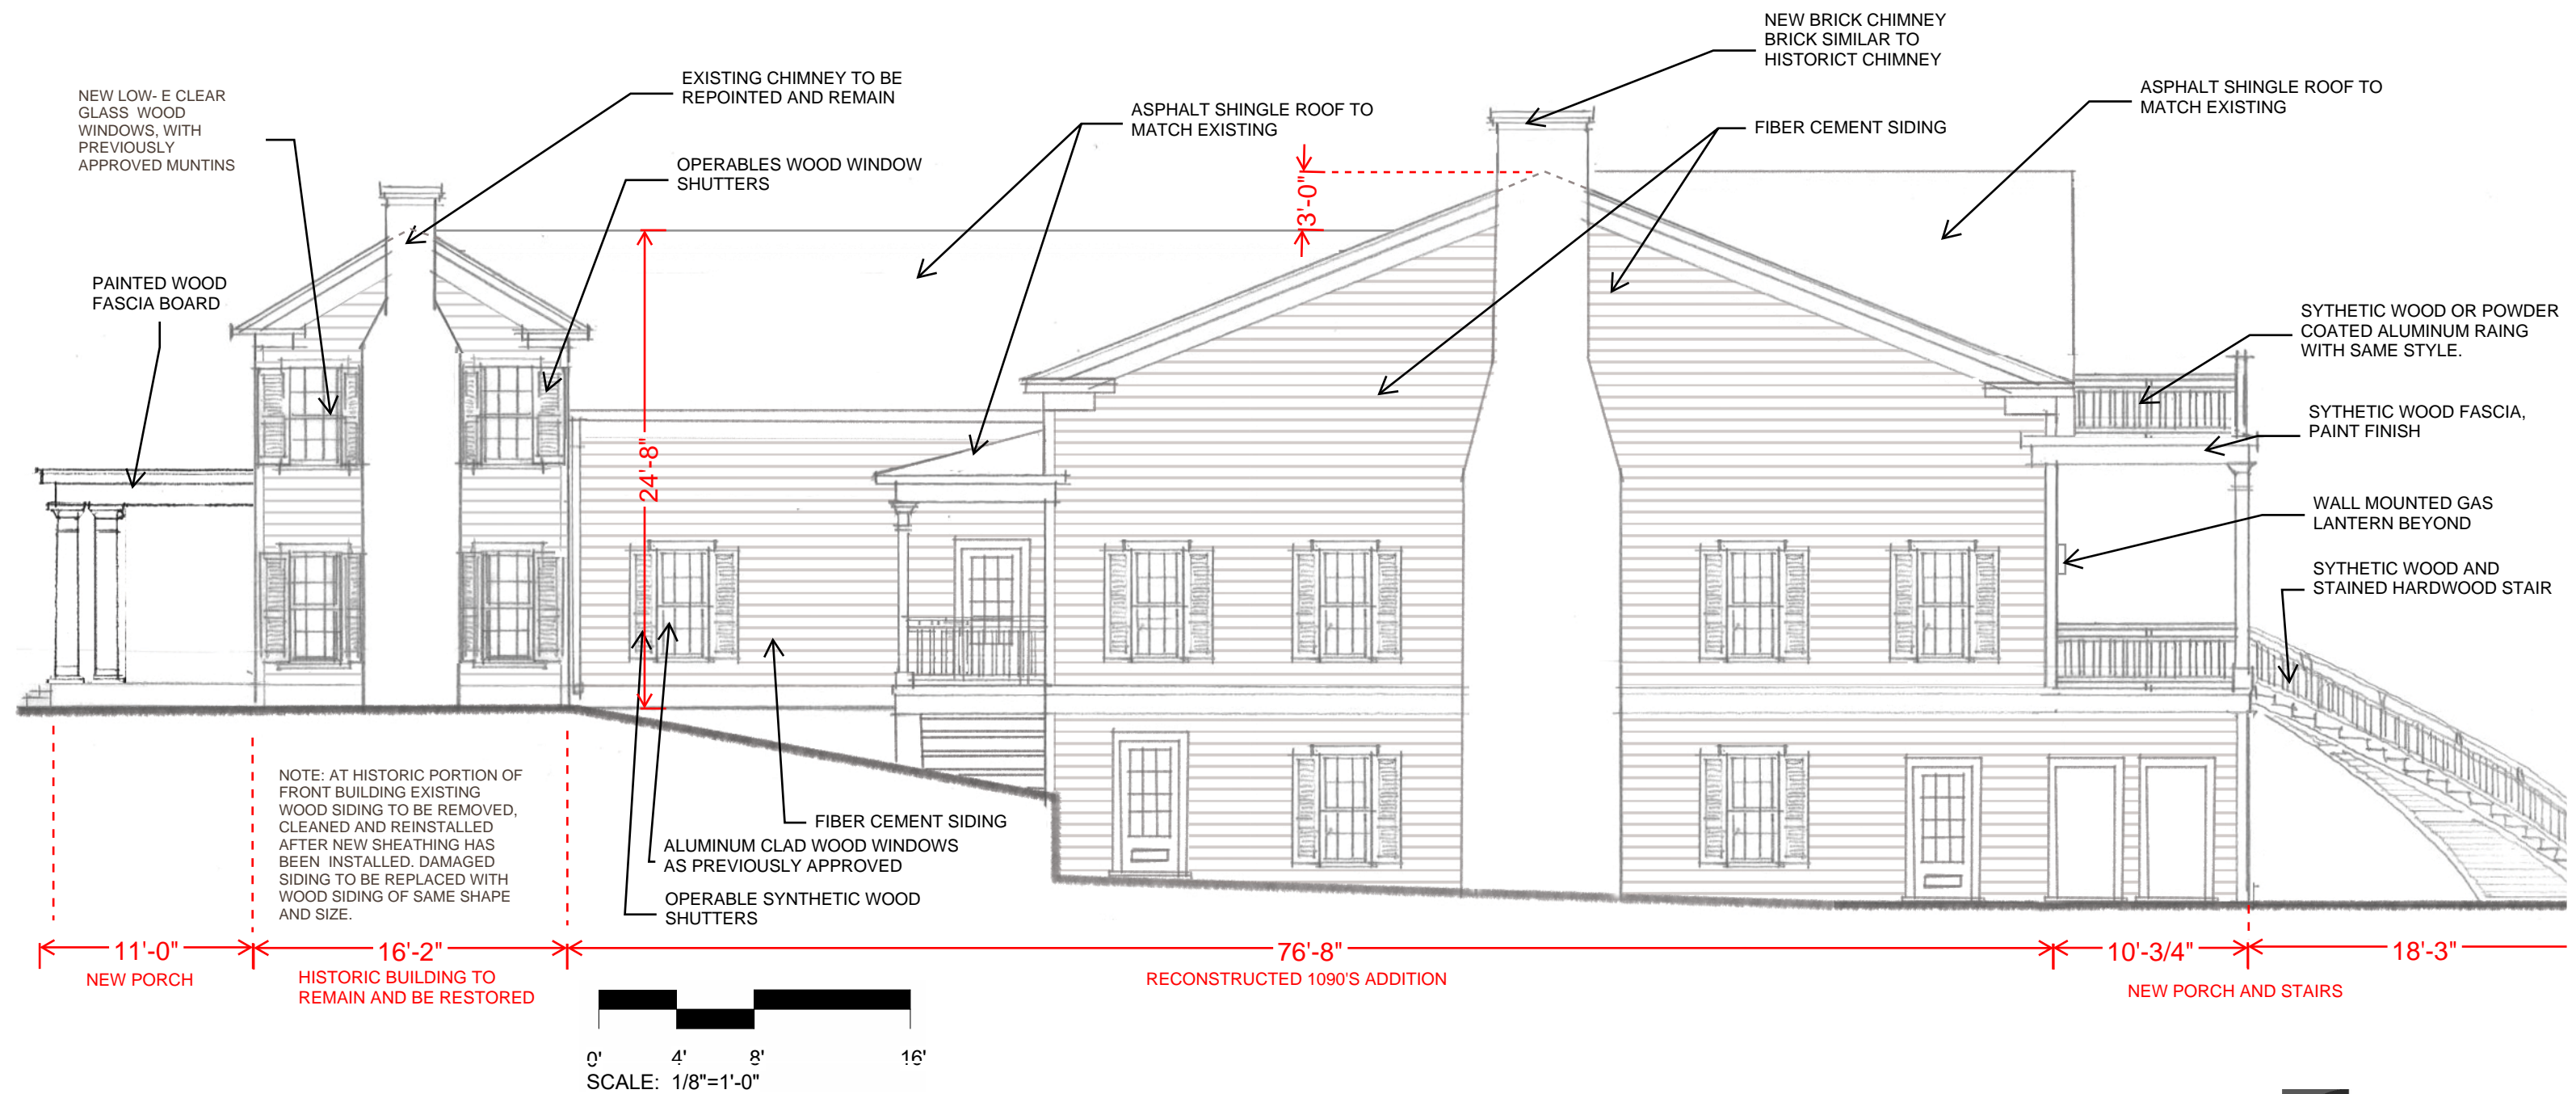 NEW BRICK CHIMNEY
BRICK SIMILAR TO
HISTORICT CHIMNEY
EXISTING CHIMNEY TO BE
REPOINTED AND REMAIN
NEW LOW- E CLEAR
GLASS WOOD
WINDOWS, WITH
PREVIOUSLY
APPROVED MUNTINS
ASPHALT SHINGLE ROOF TO
MATCH EXISTING
ASPHALT SHINGLE ROOF TO
MATCH EXISTING
FIBER CEMENT SIDING
OPERABLES WOOD WINDOW
SHUTTERS
3'-0"
PAINTED WOOD
FASCIA BOARD
SYTHETIC WOOD OR POWDER
COATED ALUMINUM RAING
WITH SAME STYLE.
SYTHETIC WOOD FASCIA,
PAINT FINISH
24'-8"
WALL MOUNTED GAS
LANTERN BEYOND
SYTHETIC WOOD AND
STAINED HARDWOOD STAIR
NOTE: AT HISTORIC PORTION OF
FRONT BUILDING EXISTING
WOOD SIDING TO BE REMOVED,
CLEANED AND REINSTALLED
AFTER NEW SHEATHING HAS
BEEN INSTALLED. DAMAGED
SIDING TO BE REPLACED WITH
WOOD SIDING OF SAME SHAPE
AND SIZE.
FIBER CEMENT SIDING
ALUMINUM CLAD WOOD WINDOWS
AS PREVIOUSLY APPROVED
OPERABLE SYNTHETIC WOOD
SHUTTERS
11'-0"
16'-2"
76'-8"
10'-3/4"
18'-3"
NEW PORCH
HISTORIC BUILDING TO
REMAIN AND BE RESTORED
RECONSTRUCTED 1090'S ADDITION
NEW PORCH AND STAIRS
0' 4' 8' 16'
SCALE: 1/8"=1'-0"